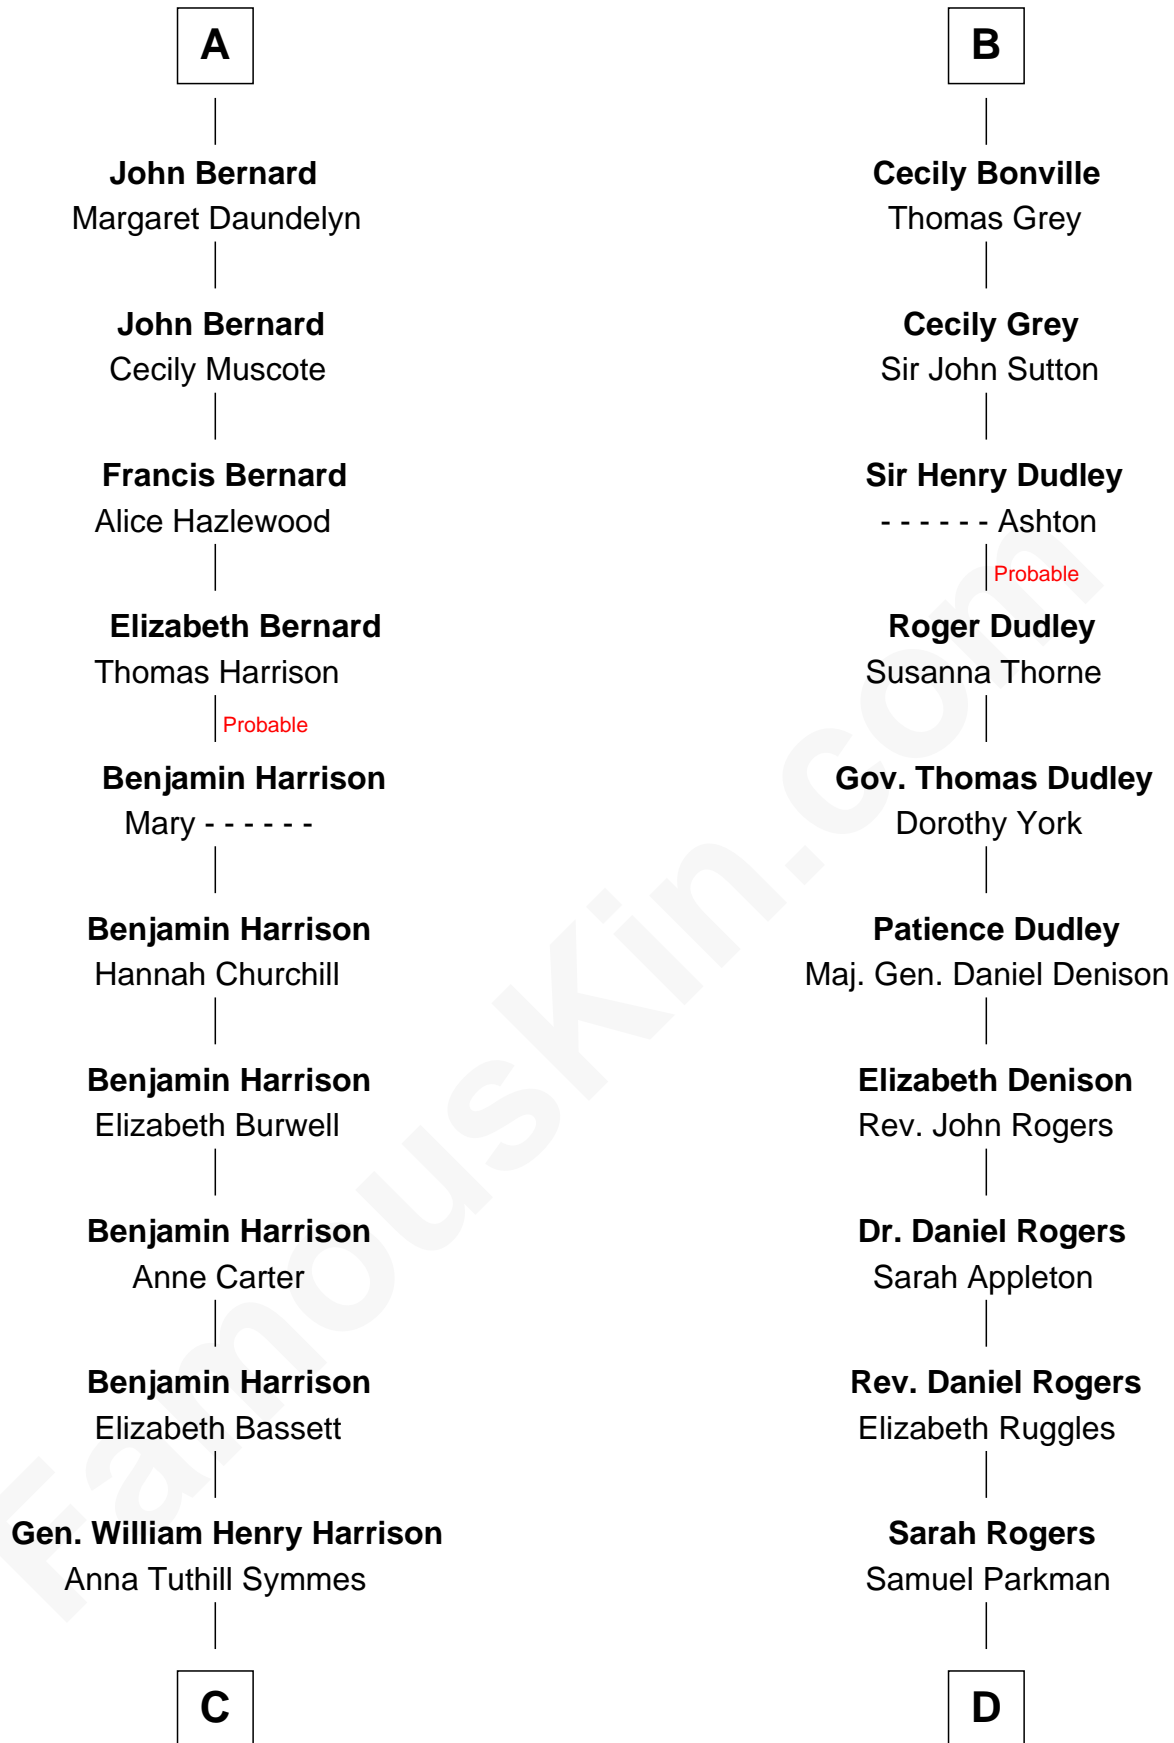 A
John Bernard
Margaret Daundelyn
John Bernard
Cecily Muscote
Francis Bernard
Alice Hazlewood
Elizabeth Bernard
Thomas Harrison
Probable
Benjamin Harrison
Mary - - - - - -
Benjamin Harrison
Hannah Churchill
Benjamin Harrison
Elizabeth Burwell
Benjamin Harrison
Anne Carter
Benjamin Harrison
Elizabeth Bassett
Gen. William Henry Harrison
Anna Tuthill Symmes
C
B
Cecily Bonville
Thomas Grey
Cecily Grey
Sir John Sutton
Sir Henry Dudley
- - - - - - Ashton
Probable
Roger Dudley
Susanna Thorne
Gov. Thomas Dudley
Dorothy York
Patience Dudley
Maj. Gen. Daniel Denison
Elizabeth Denison
Rev. John Rogers
Dr. Daniel Rogers
Sarah Appleton
Rev. Daniel Rogers
Elizabeth Ruggles
Sarah Rogers
Samuel Parkman
D
FamousKin.com